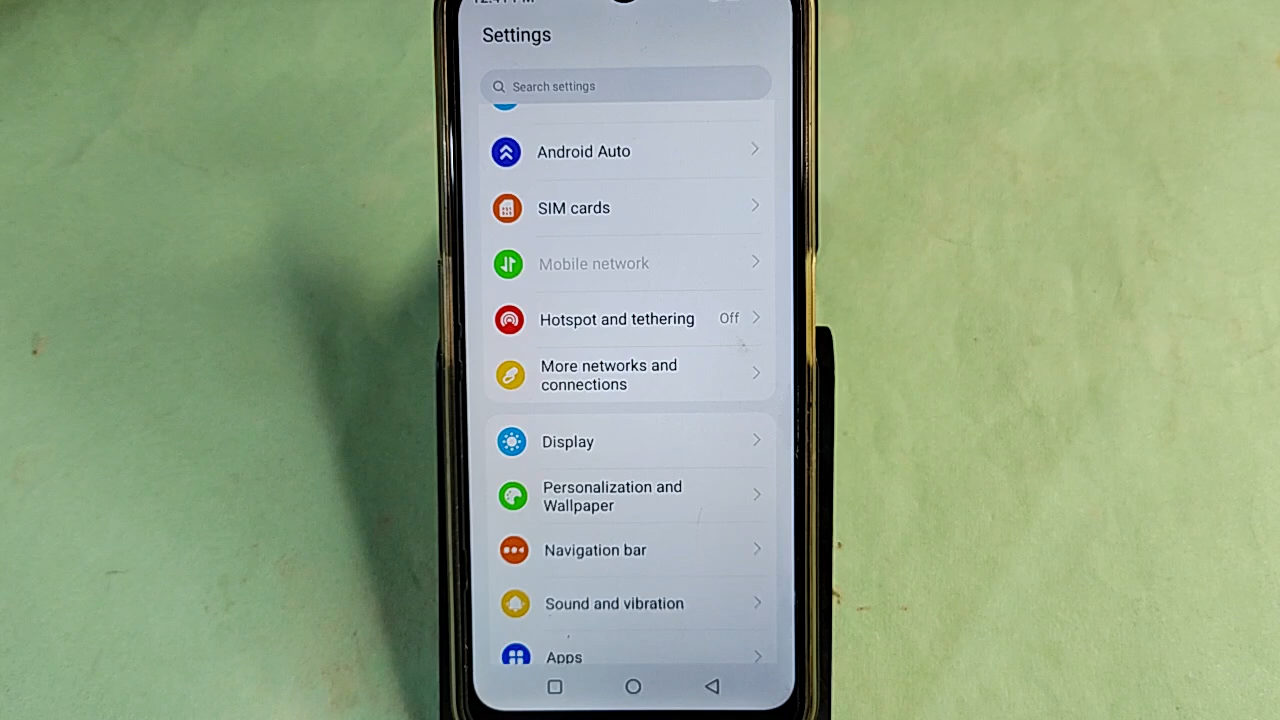 Settings
Search settings
Android Auto
SIM cards
Mobile network
Hotspot and tethering Off
More networks and
connections
Display
Personalization and
Wallpaper
Navigation bar
Sound and vibration
Apps